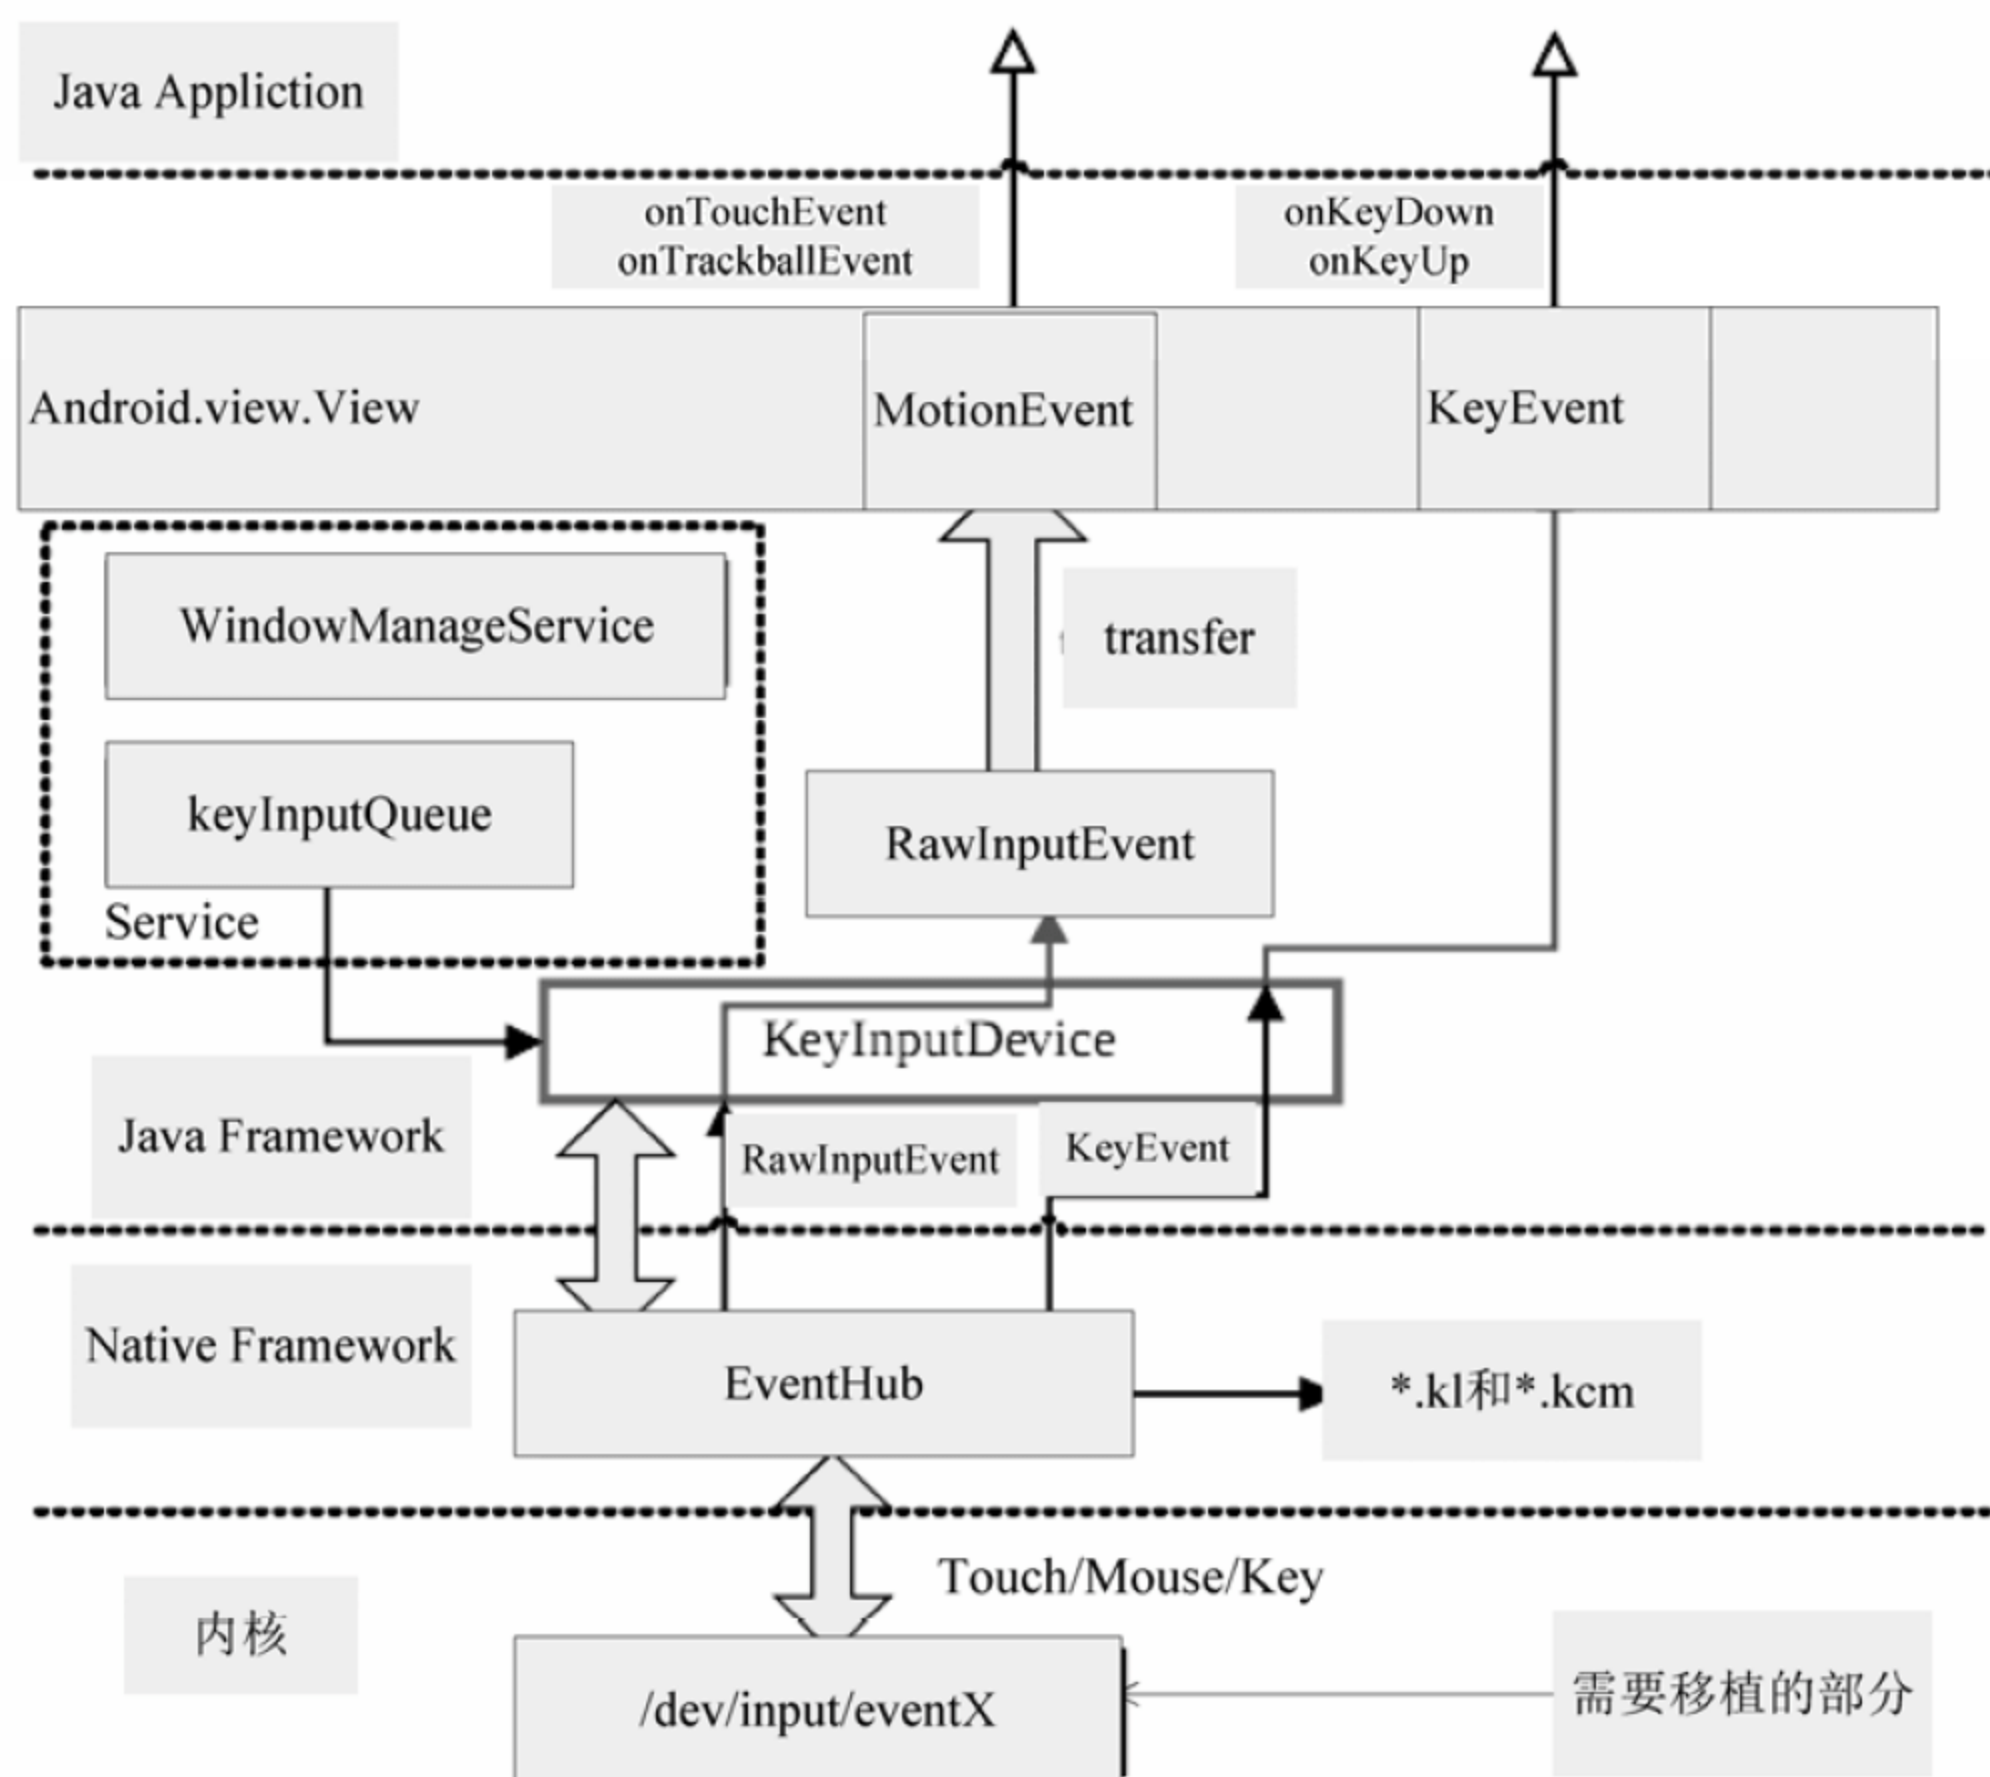 Java Appliction
onTouchEvent
onTrackballEvent
onKeyDown
onKeyUp
Android.view.View
MotionEvent
KeyEvent
WindowManageService
transfer
keyInputQueue
RawInputEvent
Service
KeyInputDevice
Java Framework
RawInputEvent
KeyEvent
Native Framework
EventHub
*.kl和*.kcm
Touch/Mouse/Key
内核
/dev/input/eventX
需要移植的部分